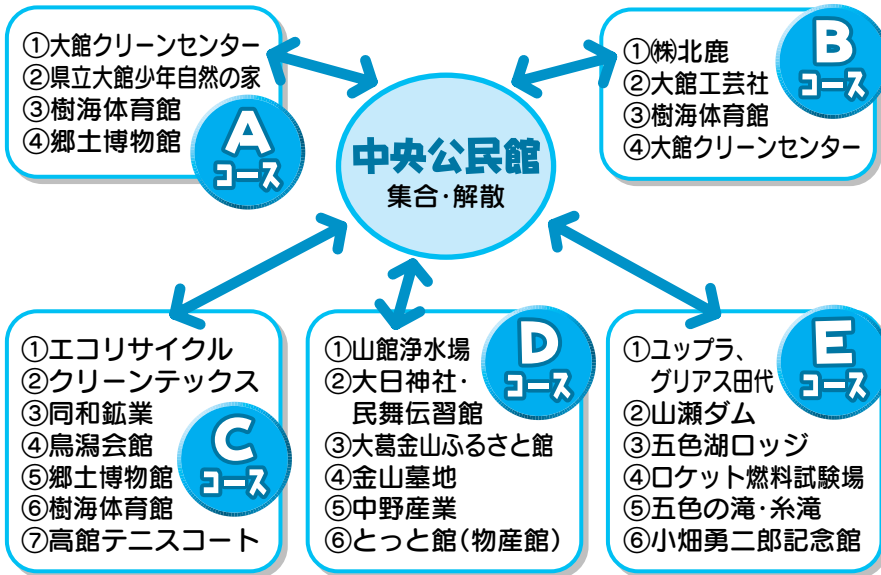 ①大館クリーンセンター
②県立大館少年自然の家
③樹海体育館
④郷土博物館
A
コース
①㈱北鹿
②大館工芸社
③樹海体育館
④大館クリーンセンター
B
コース
中央公民館
集合・解散
①エコリサイクル
②クリーンテックス
③同和鉱業
④鳥潟会館
⑤郷土博物館
⑥樹海体育館
⑦高館テニスコート
C
コース
①山館浄水場
②大日神社・
民舞伝習館
③大葛金山ふるさと館
④金山墓地
⑤中野産業
⑥とっと館（物産館）
D
コース
①ユップラ、
グリアス田代
②山瀬ダム
③五色湖ロッジ
④ロケット燃料試験場
⑤五色の滝・糸滝
⑥小畑勇二郎記念館
E
コース